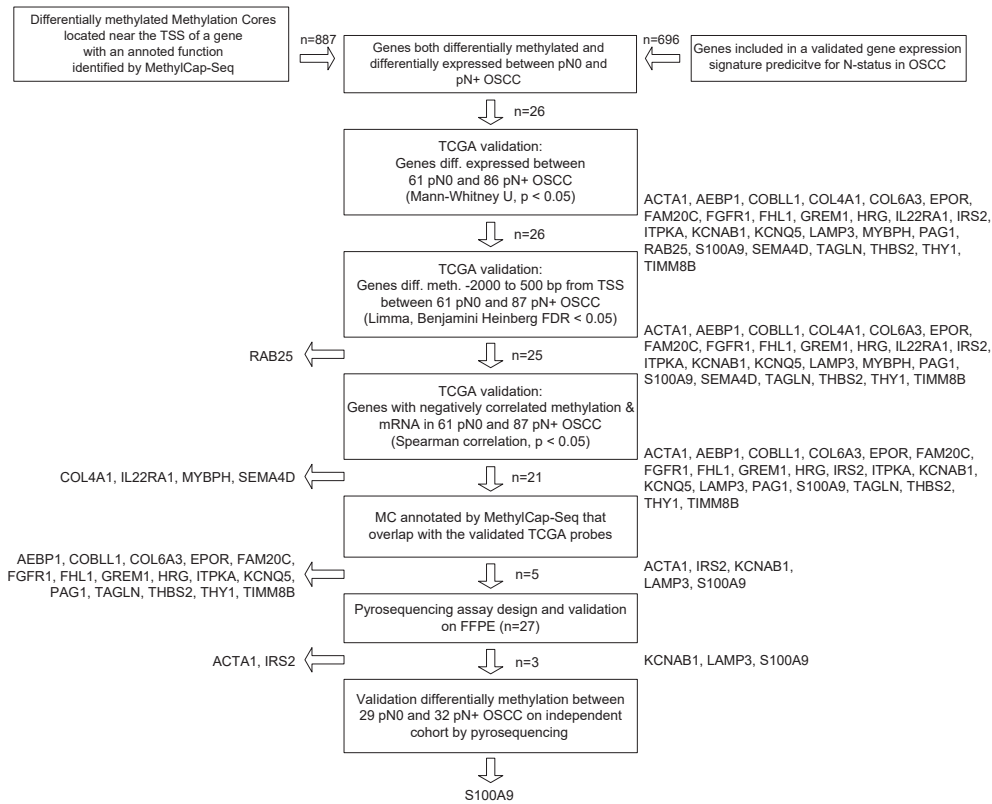 Differentially methylated Methylation Cores
located near the TSS of a gene
with an annoted function
identified by MethylCap-Seq
n=887
Genes both differentially methylated and
differentially expressed between pN0 and
pN+ OSCC
n=696
Genes included in a validated gene expression
signature predicitve for N-status in OSCC
n=26
TCGA validation:
Genes diff. expressed between
61 pN0 and 86 pN+ OSCC
(Mann-Whitney U, p < 0.05)
n=26
ACTA1, AEBP1, COBLL1, COL4A1, COL6A3, EPOR,
FAM20C, FGFR1, FHL1, GREM1, HRG, IL22RA1, IRS2,
ITPKA, KCNAB1, KCNQ5, LAMP3, MYBPH, PAG1,
RAB25, S100A9, SEMA4D, TAGLN, THBS2, THY1,
TIMM8B
TCGA validation:
Genes diff. meth. -2000 to 500 bp from TSS
between 61 pN0 and 87 pN+ OSCC
(Limma, Benjamini Heinberg FDR < 0.05)
RAB25
n=25
ACTA1, AEBP1, COBLL1, COL4A1, COL6A3, EPOR,
FAM20C, FGFR1, FHL1, GREM1, HRG, IL22RA1, IRS2,
ITPKA, KCNAB1, KCNQ5, LAMP3, MYBPH, PAG1,
S100A9, SEMA4D, TAGLN, THBS2, THY1, TIMM8B
TCGA validation:
Genes with negatively correlated methylation &
mRNA in 61 pN0 and 87 pN+ OSCC
(Spearman correlation, p < 0.05)
COL4A1, IL22RA1, MYBPH, SEMA4D
n=21
ACTA1, AEBP1, COBLL1, COL6A3, EPOR, FAM20C,
FGFR1, FHL1, GREM1, HRG, IRS2, ITPKA, KCNAB1,
KCNQ5, LAMP3, PAG1, S100A9, TAGLN, THBS2,
THY1, TIMM8B
MC annotated by MethylCap-Seq that
overlap with the validated TCGA probes
AEBP1, COBLL1, COL6A3, EPOR, FAM20C,
FGFR1, FHL1, GREM1, HRG, ITPKA, KCNQ5,
PAG1, TAGLN, THBS2, THY1, TIMM8B
n=5
ACTA1, IRS2, KCNAB1,
LAMP3, S100A9
Pyrosequencing assay design and validation
on FFPE (n=27)
ACTA1, IRS2
n=3
KCNAB1, LAMP3, S100A9
Validation differentially methylation between
29 pN0 and 32 pN+ OSCC on independent
cohort by pyrosequencing
S100A9